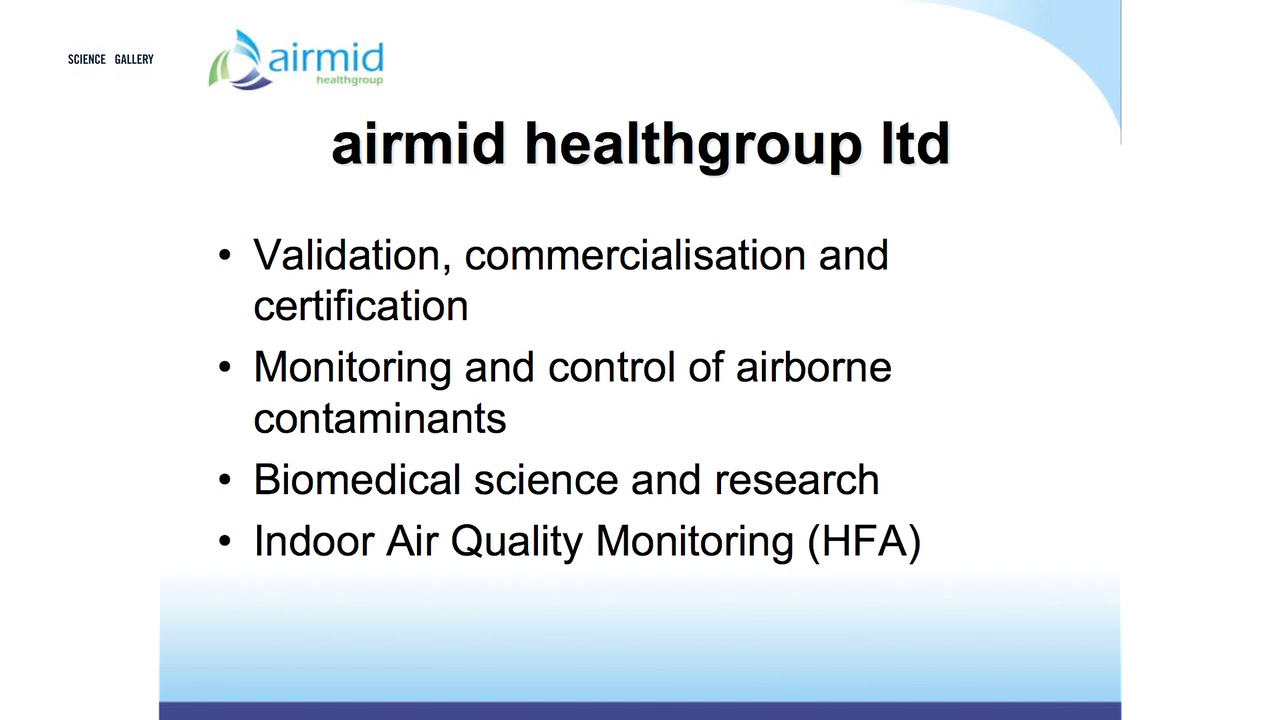 SCIENCE GALLERY
airmid
healthgroup
airmid healthgroup ltd
• Validation, commercialisation and
certification
• Monitoring and control of airborne
contaminants
• Biomedical science and research
• Indoor Air Quality Monitoring (HFA)